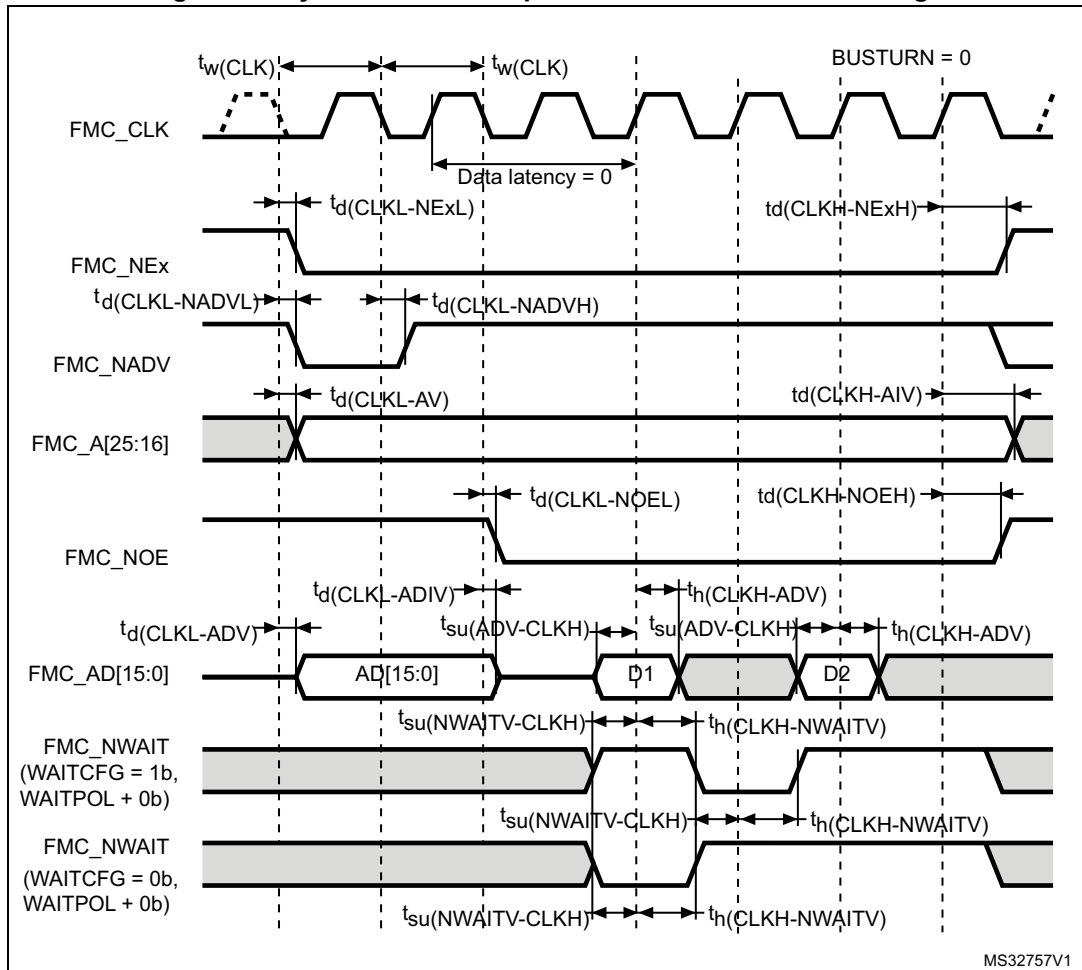 tw(CLK) tw(CLK) BUSTURN = 0
FMC_CLK
Data latency = 0
td(CLKL-NExL) td(CLKH-NExH)
FMC_NEx
td(CLKL-NADVL) td(CLKL-NADVH)
FMC_NADV
td(CLKL-AV) td(CLKH-AIV)
FMC_A[25:16]
td(CLKL-NOEL) td(CLKH-NOEH)
FMC_NOE
td(CLKL-ADIV) th(CLKH-ADV)
td(CLKL-ADV) tsu(ADV-CLKH) tsu(ADV-CLKH) th(CLKH-ADV)
FMC_AD[15:0] AD[15:0] D1 D2
tsu(NWAITV-CLKH) th(CLKH-NWAITV)
FMC_NWAIT
(WAITCFG = 1b,
WAITPOL + 0b)
tsu(NWAITV-CLKH) th(CLKH-NWAITV)
FMC_NWAIT
(WAITCFG = 0b,
WAITPOL + 0b)
tsu(NWAITV-CLKH) th(CLKH-NWAITV)
MS32757V1